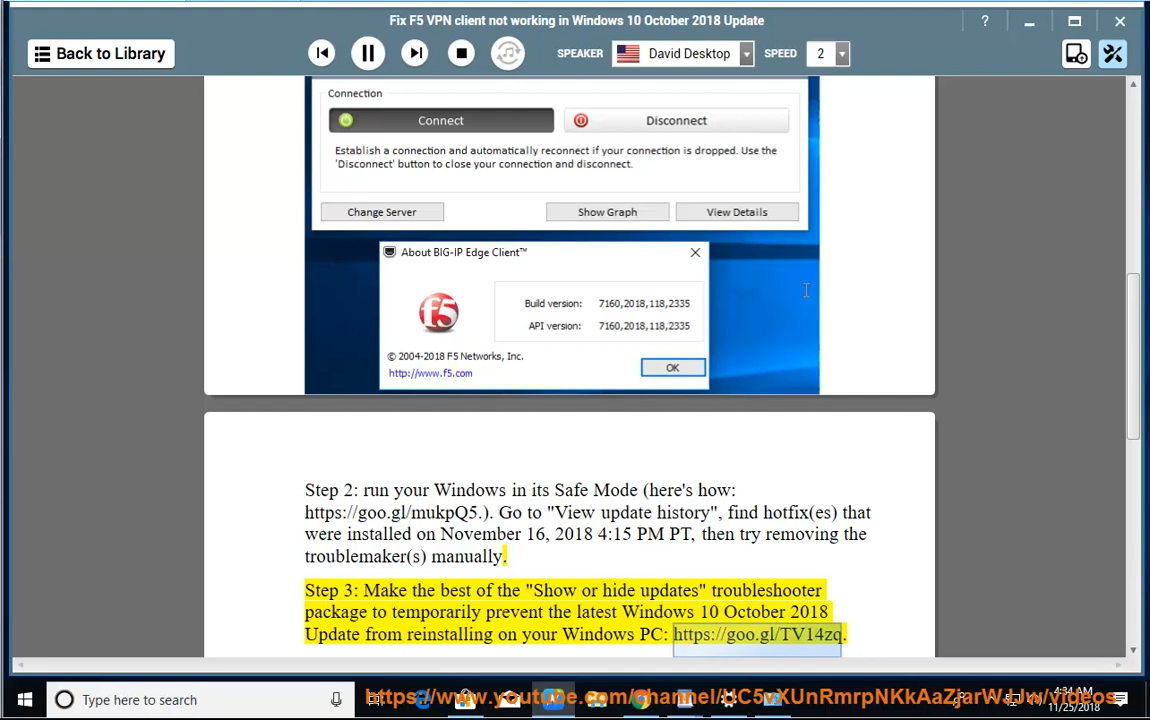 Fix F5 VPN client not working in Windows 10 October 2018 Update
?
Back to Library
SPEAKER
David Desktop
SPEED
2
Connection
Connect
Disconnect
Establish a connection and automatically reconnect if your connection is dropped. Use the
'Disconnect' button to close your connection and disconnect.
Change Server
Show Graph
View Details
About BIG-IP Edge Client™
f5
Build version: 7160,2018,118,2335
API version: 7160,2018,118,2335
© 2004-2018 F5 Networks, Inc.
OK
http://www.f5.com
Step 2: run your Windows in its Safe Mode (here's how:
https://goo.gl/mukpQ5.). Go to "View update history", find hotfix(es) that
were installed on November 16, 2018 4:15 PM PT, then try removing the
troublemaker(s) manually.
Step 3: Make the best of the "Show or hide updates" troubleshooter
package to temporarily prevent the latest Windows 10 October 2018
Update from reinstalling on your Windows PC: https://goo.gl/TV14zq.
Type here to search
4:34 AM
11/25/2018